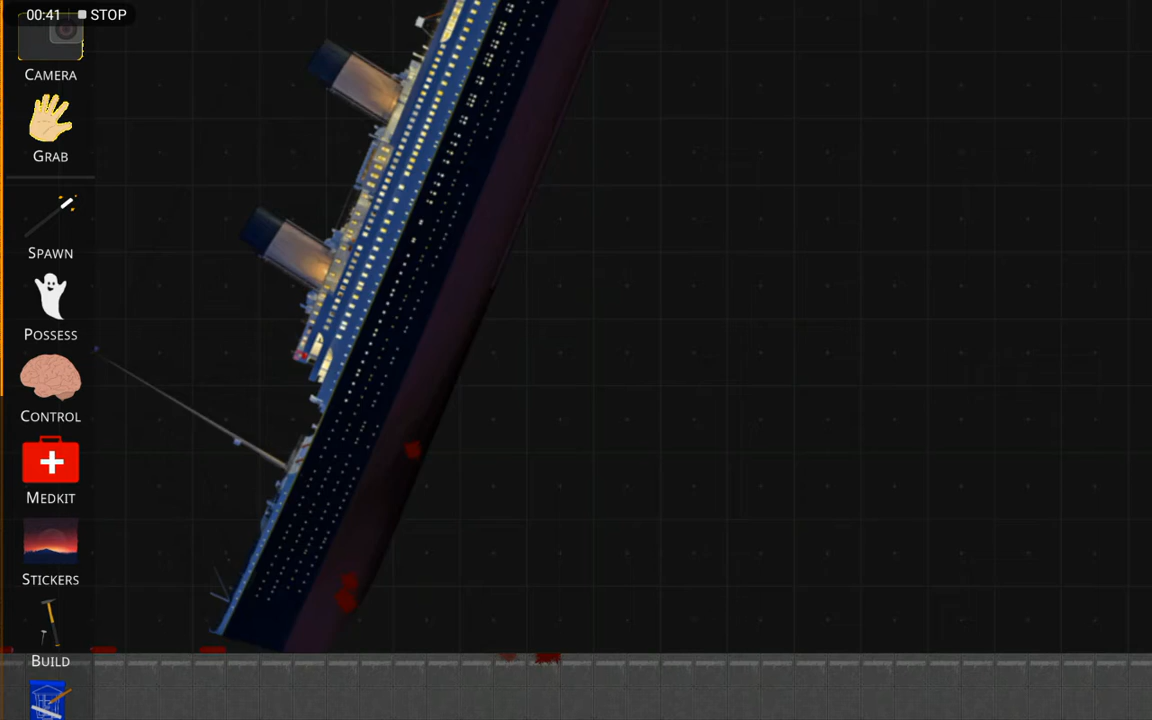 00:41 STOP
CAMERA
GRAB
SPAWN
POSSESS
CONTROL
MEDKIT
STICKERS
BUILD